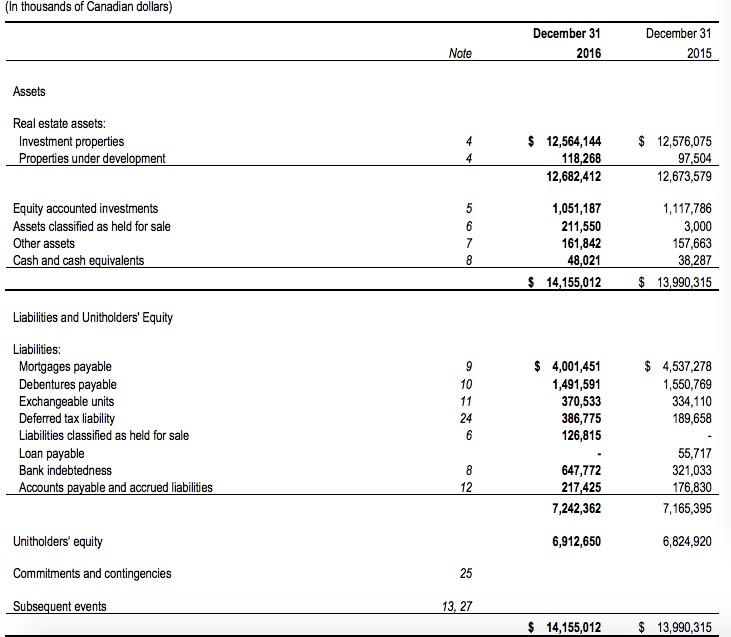 (In thousands of Canadian dollars)
December 31 December 31
Note 2016 2015
Assets
Real estate assets:
Investment properties 4 $ 12,564,144 $ 12,576,075
Properties under development 4 118,268 97,504
12,682,412 12,673,579
Equity accounted investments 5 1,051,187 1,117,786
Assets classified as held for sale 6 211,550 3,000
Other assets 7 161,842 157,663
Cash and cash equivalents 8 48,021 38,287
$ 14,155,012 $ 13,990,315
Liabilities and Unitholders' Equity
Liabilities:
Mortgages payable 9 $ 4,001,451 $ 4,537,278
Debentures payable 10 1,491,591 1,550,769
Exchangeable units 11 370,533 334,110
Deferred tax liability 24 386,775 189,658
Liabilities classified as held for sale 6 126,815 -
Loan payable - 55,717
Bank indebtedness 8 647,772 321,033
Accounts payable and accrued liabilities 12 217,425 176,830
7,242,362 7,165,395
Unitholders' equity 6,912,650 6,824,920
Commitments and contingencies 25
Subsequent events 13, 27
$ 14,155,012 $ 13,990,315